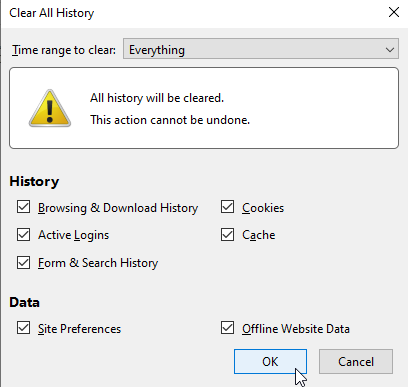 Clear All History
Time range to clear: Everything
All history will be cleared.
This action cannot be undone.
History
Browsing & Download History Cookies
Active Logins Cache
Form & Search History
Data
Site Preferences Offline Website Data
OK Cancel